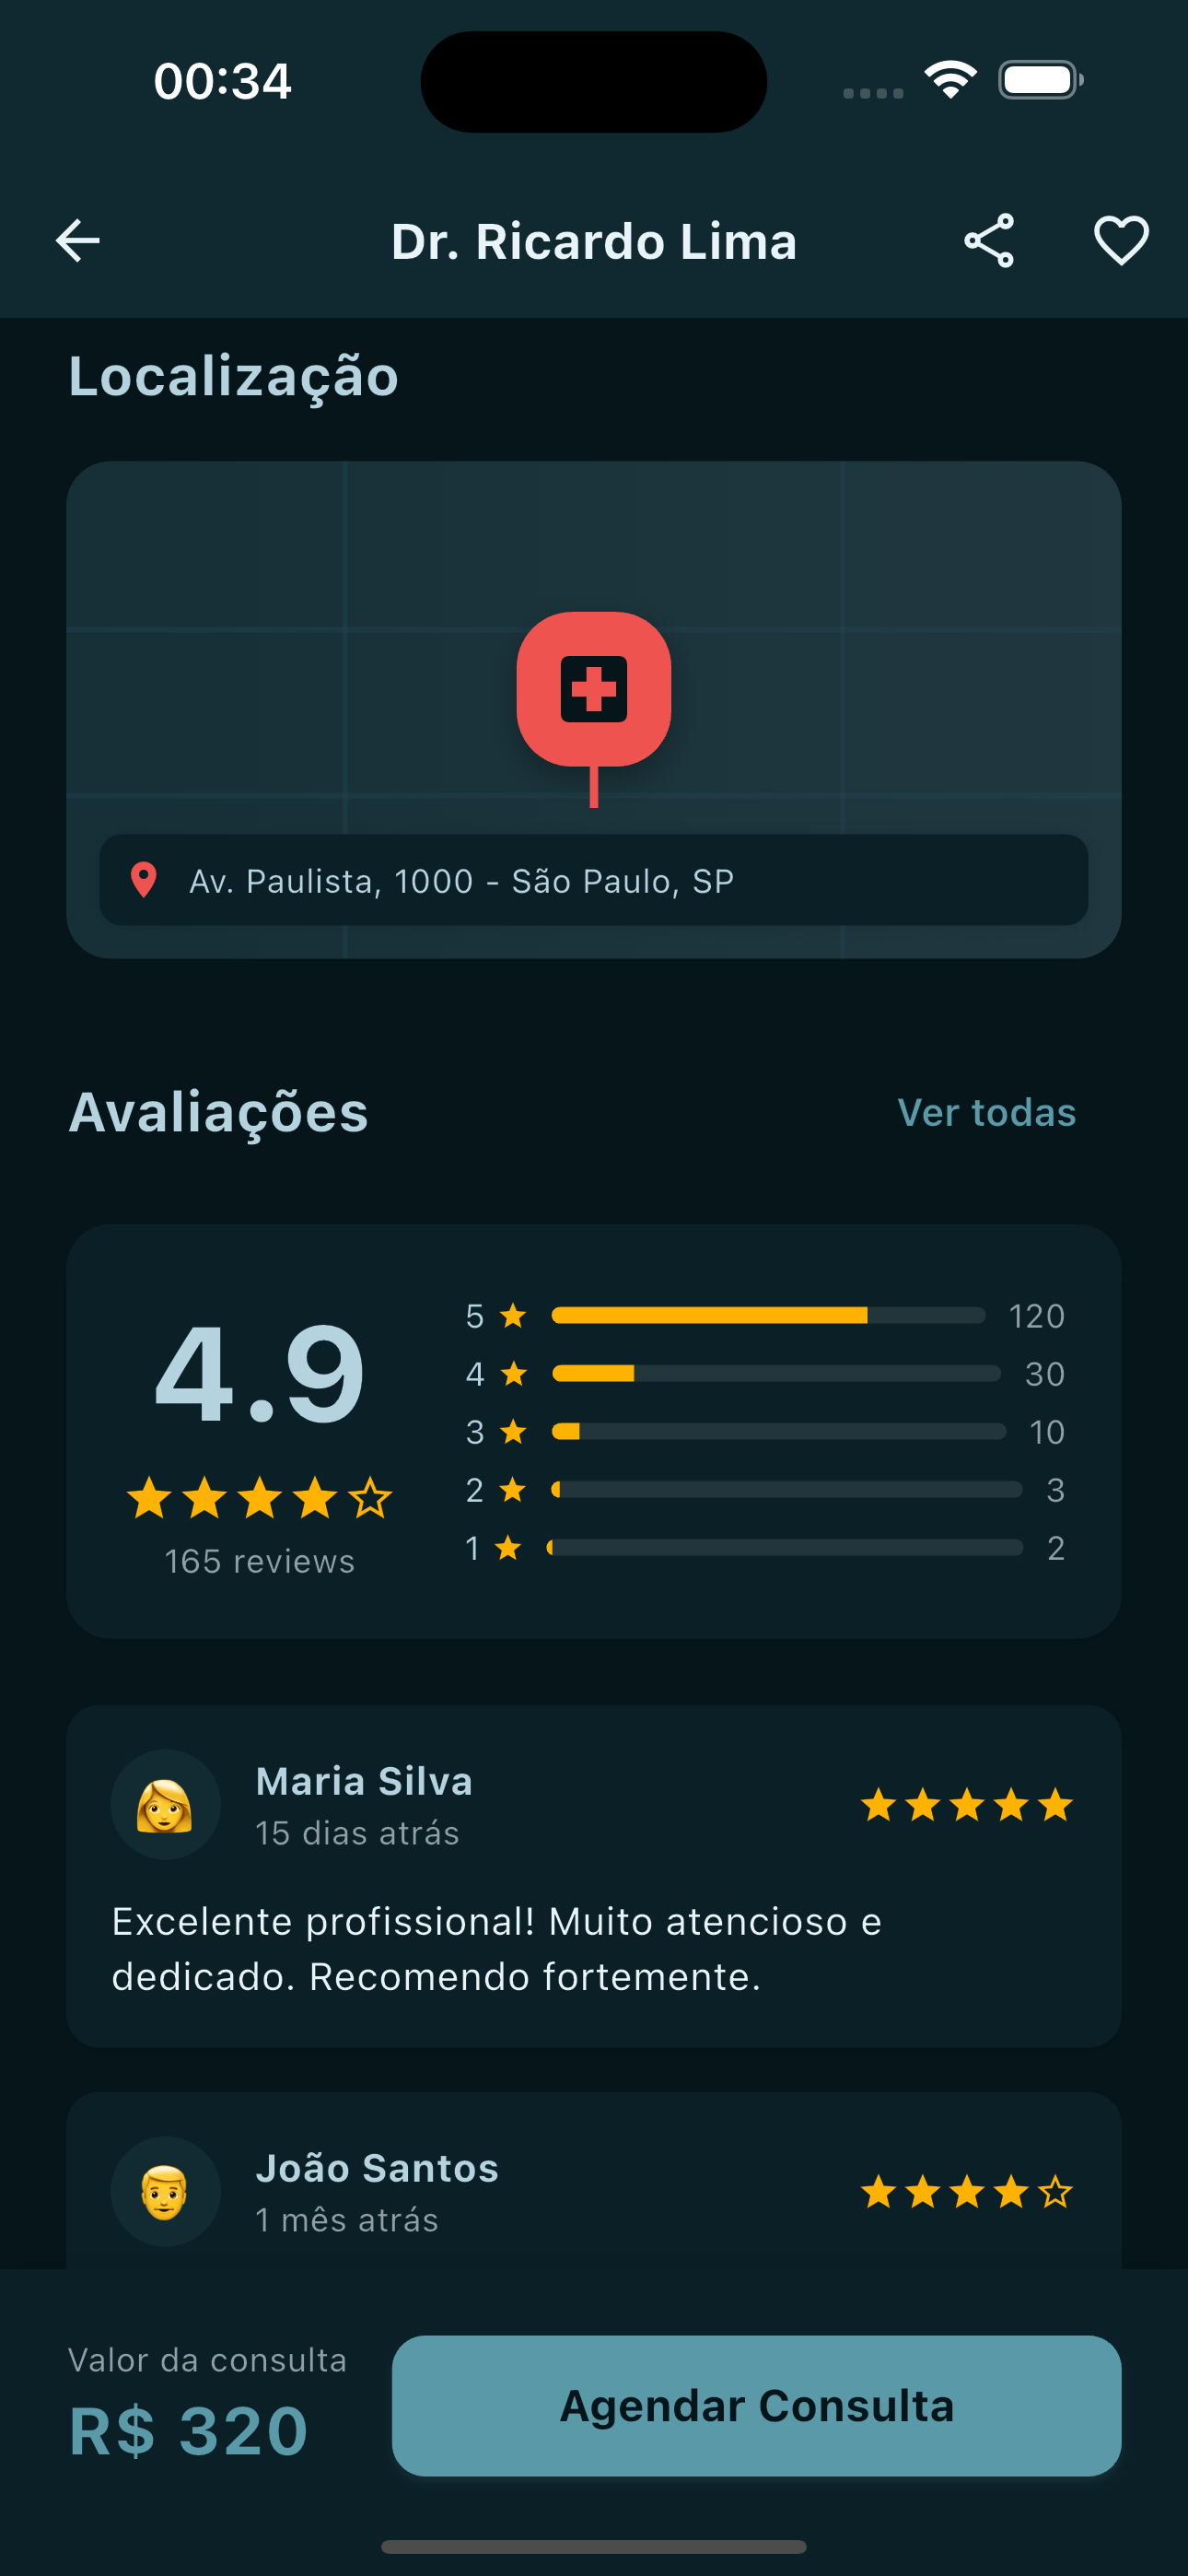 00:34
Dr. Ricardo Lima
Localização
Av. Paulista, 1000 - São Paulo, SP
Avaliações
Ver todas
4.9
165 reviews
5 120
4 30
3 10
2 3
1 2
Maria Silva
15 dias atrás
Excelente profissional! Muito atencioso e
dedicado. Recomendo fortemente.
João Santos
1 mês atrás
Valor da consulta
R$ 320
Agendar Consulta